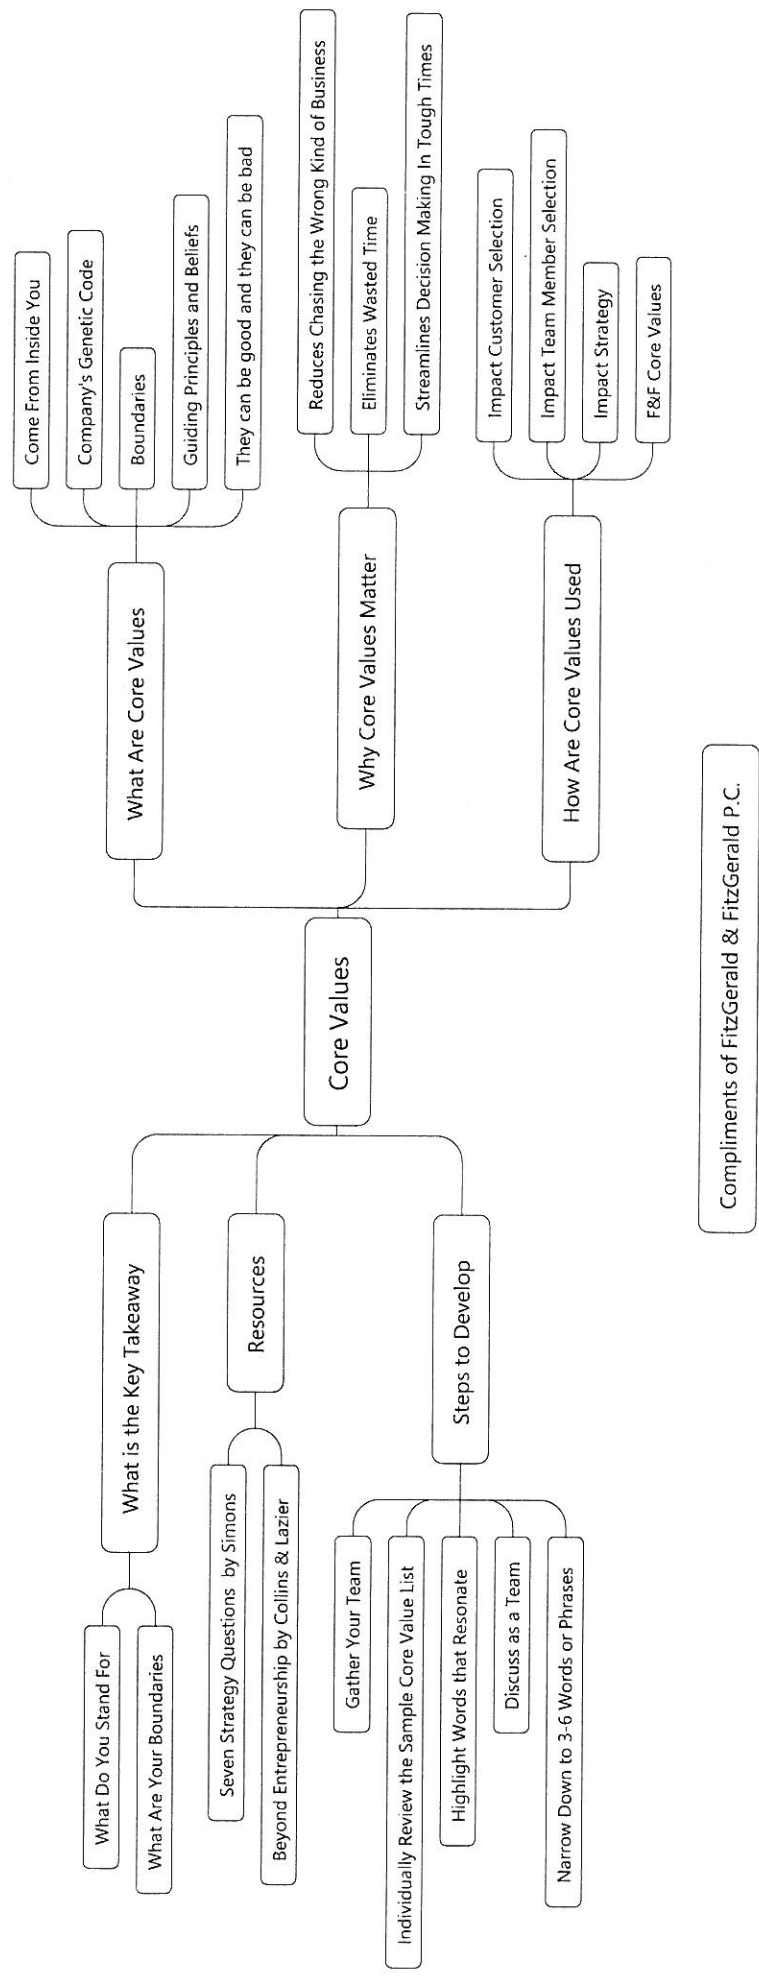 Core Values
What Are Core Values
Come From Inside You
Company's Genetic Code
Boundaries
Guiding Principles and Beliefs
They can be good and they can be bad
Why Core Values Matter
Reduces Chasing the Wrong Kind of Business
Eliminates Wasted Time
Streamlines Decision Making In Tough Times
How Are Core Values Used
Impact Customer Selection
Impact Team Member Selection
Impact Strategy
F&F Core Values
What is the Key Takeaway
What Do You Stand For
What Are Your Boundaries
Resources
Seven Strategy Questions by Simons
Beyond Entrepreneurship by Collins & Lazier
Steps to Develop
Gather Your Team
Individually Review the Sample Core Value List
Highlight Words that Resonate
Discuss as a Team
Narrow Down to 3-6 Words or Phrases
Compliments of FitzGerald & FitzGerald P.C.